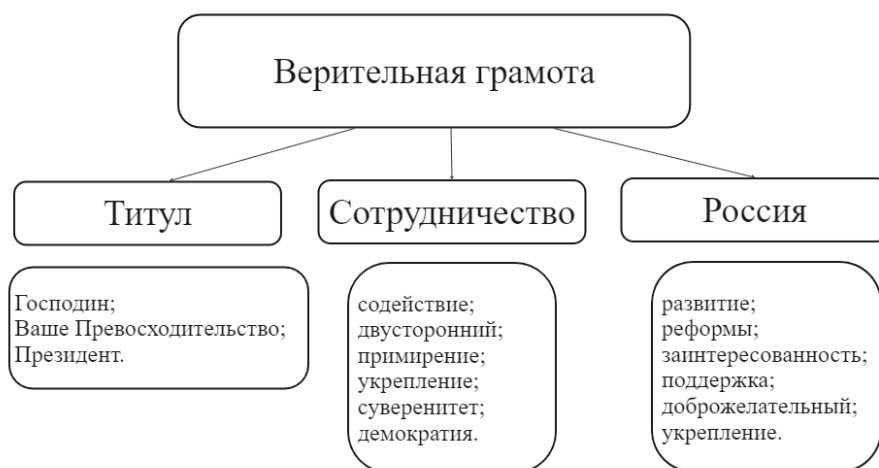 Верительная грамота
Титул
Сотрудничество
Россия
Господин;
Ваше Превосходительство;
Президент.
содействие;
двусторонний;
примирение;
укрепление;
суверенитет;
демократия.
развитие;
реформы;
заинтересованность;
поддержка;
доброжелательный;
укрепление.